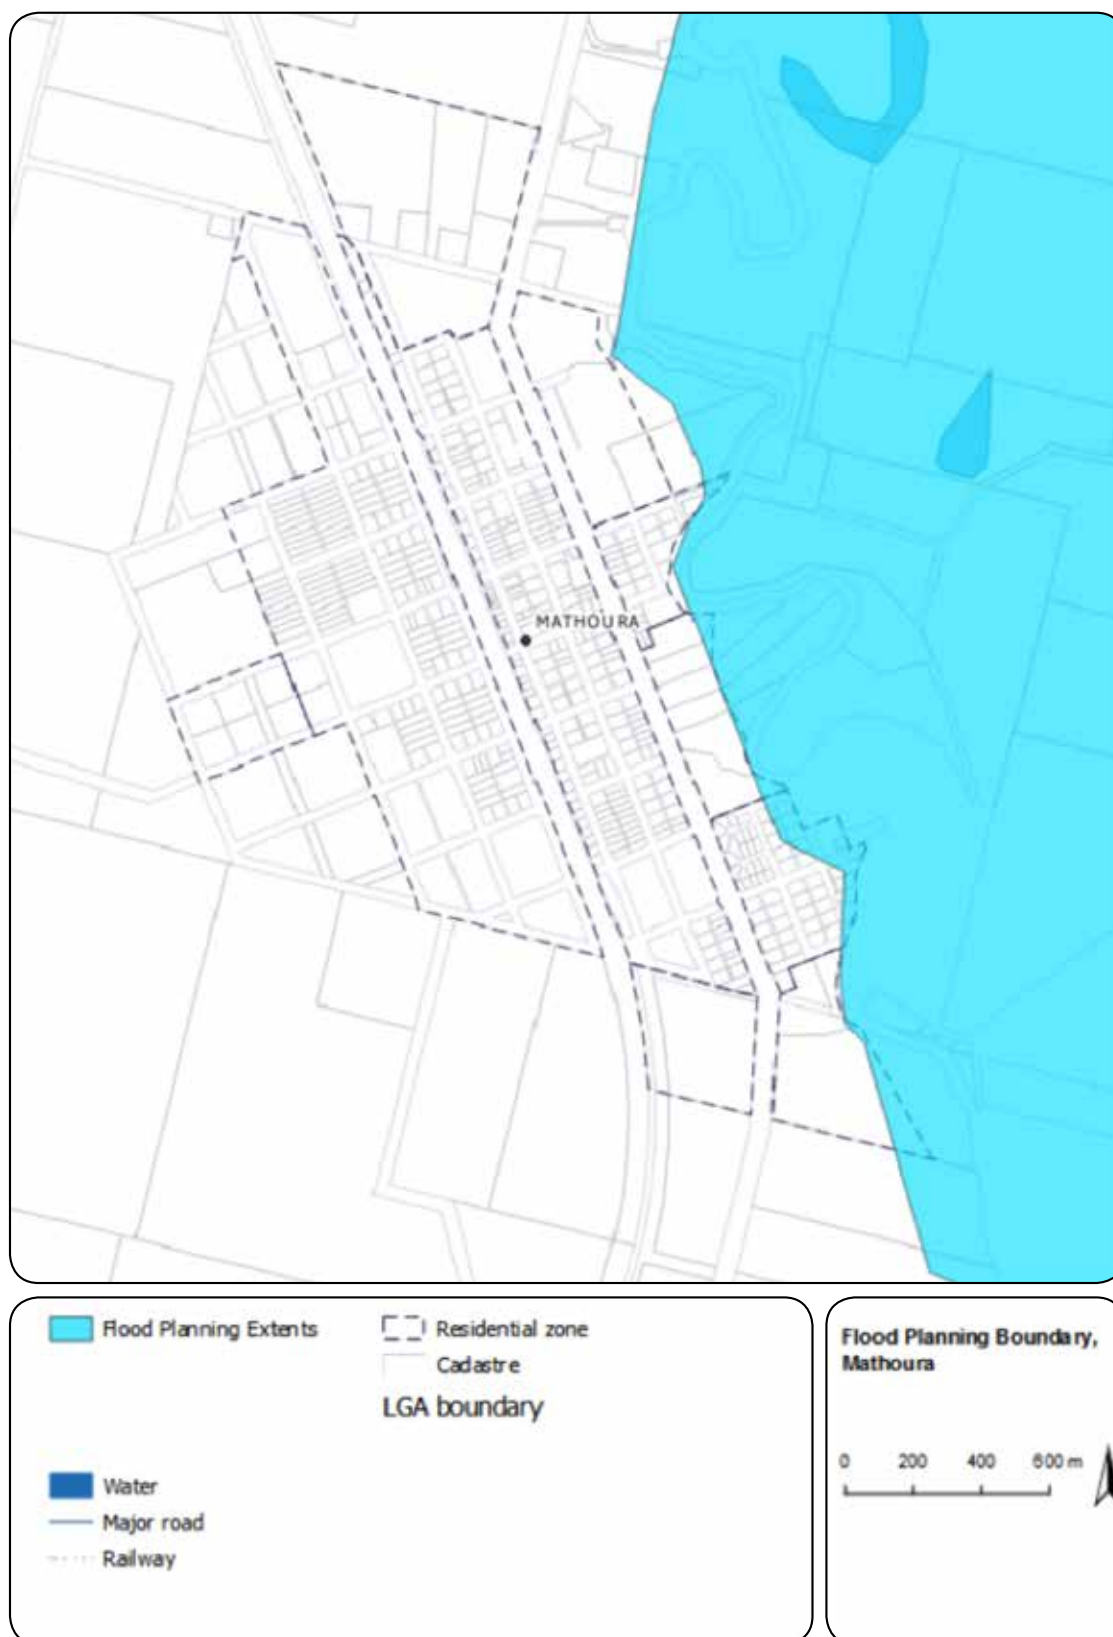 MATHOURA
Flood Planning Extents
Residential zone
Cadastre
LGA boundary
Water
Major road
Railway
Flood Planning Boundary,
Mathoura
0 200 400 600 m